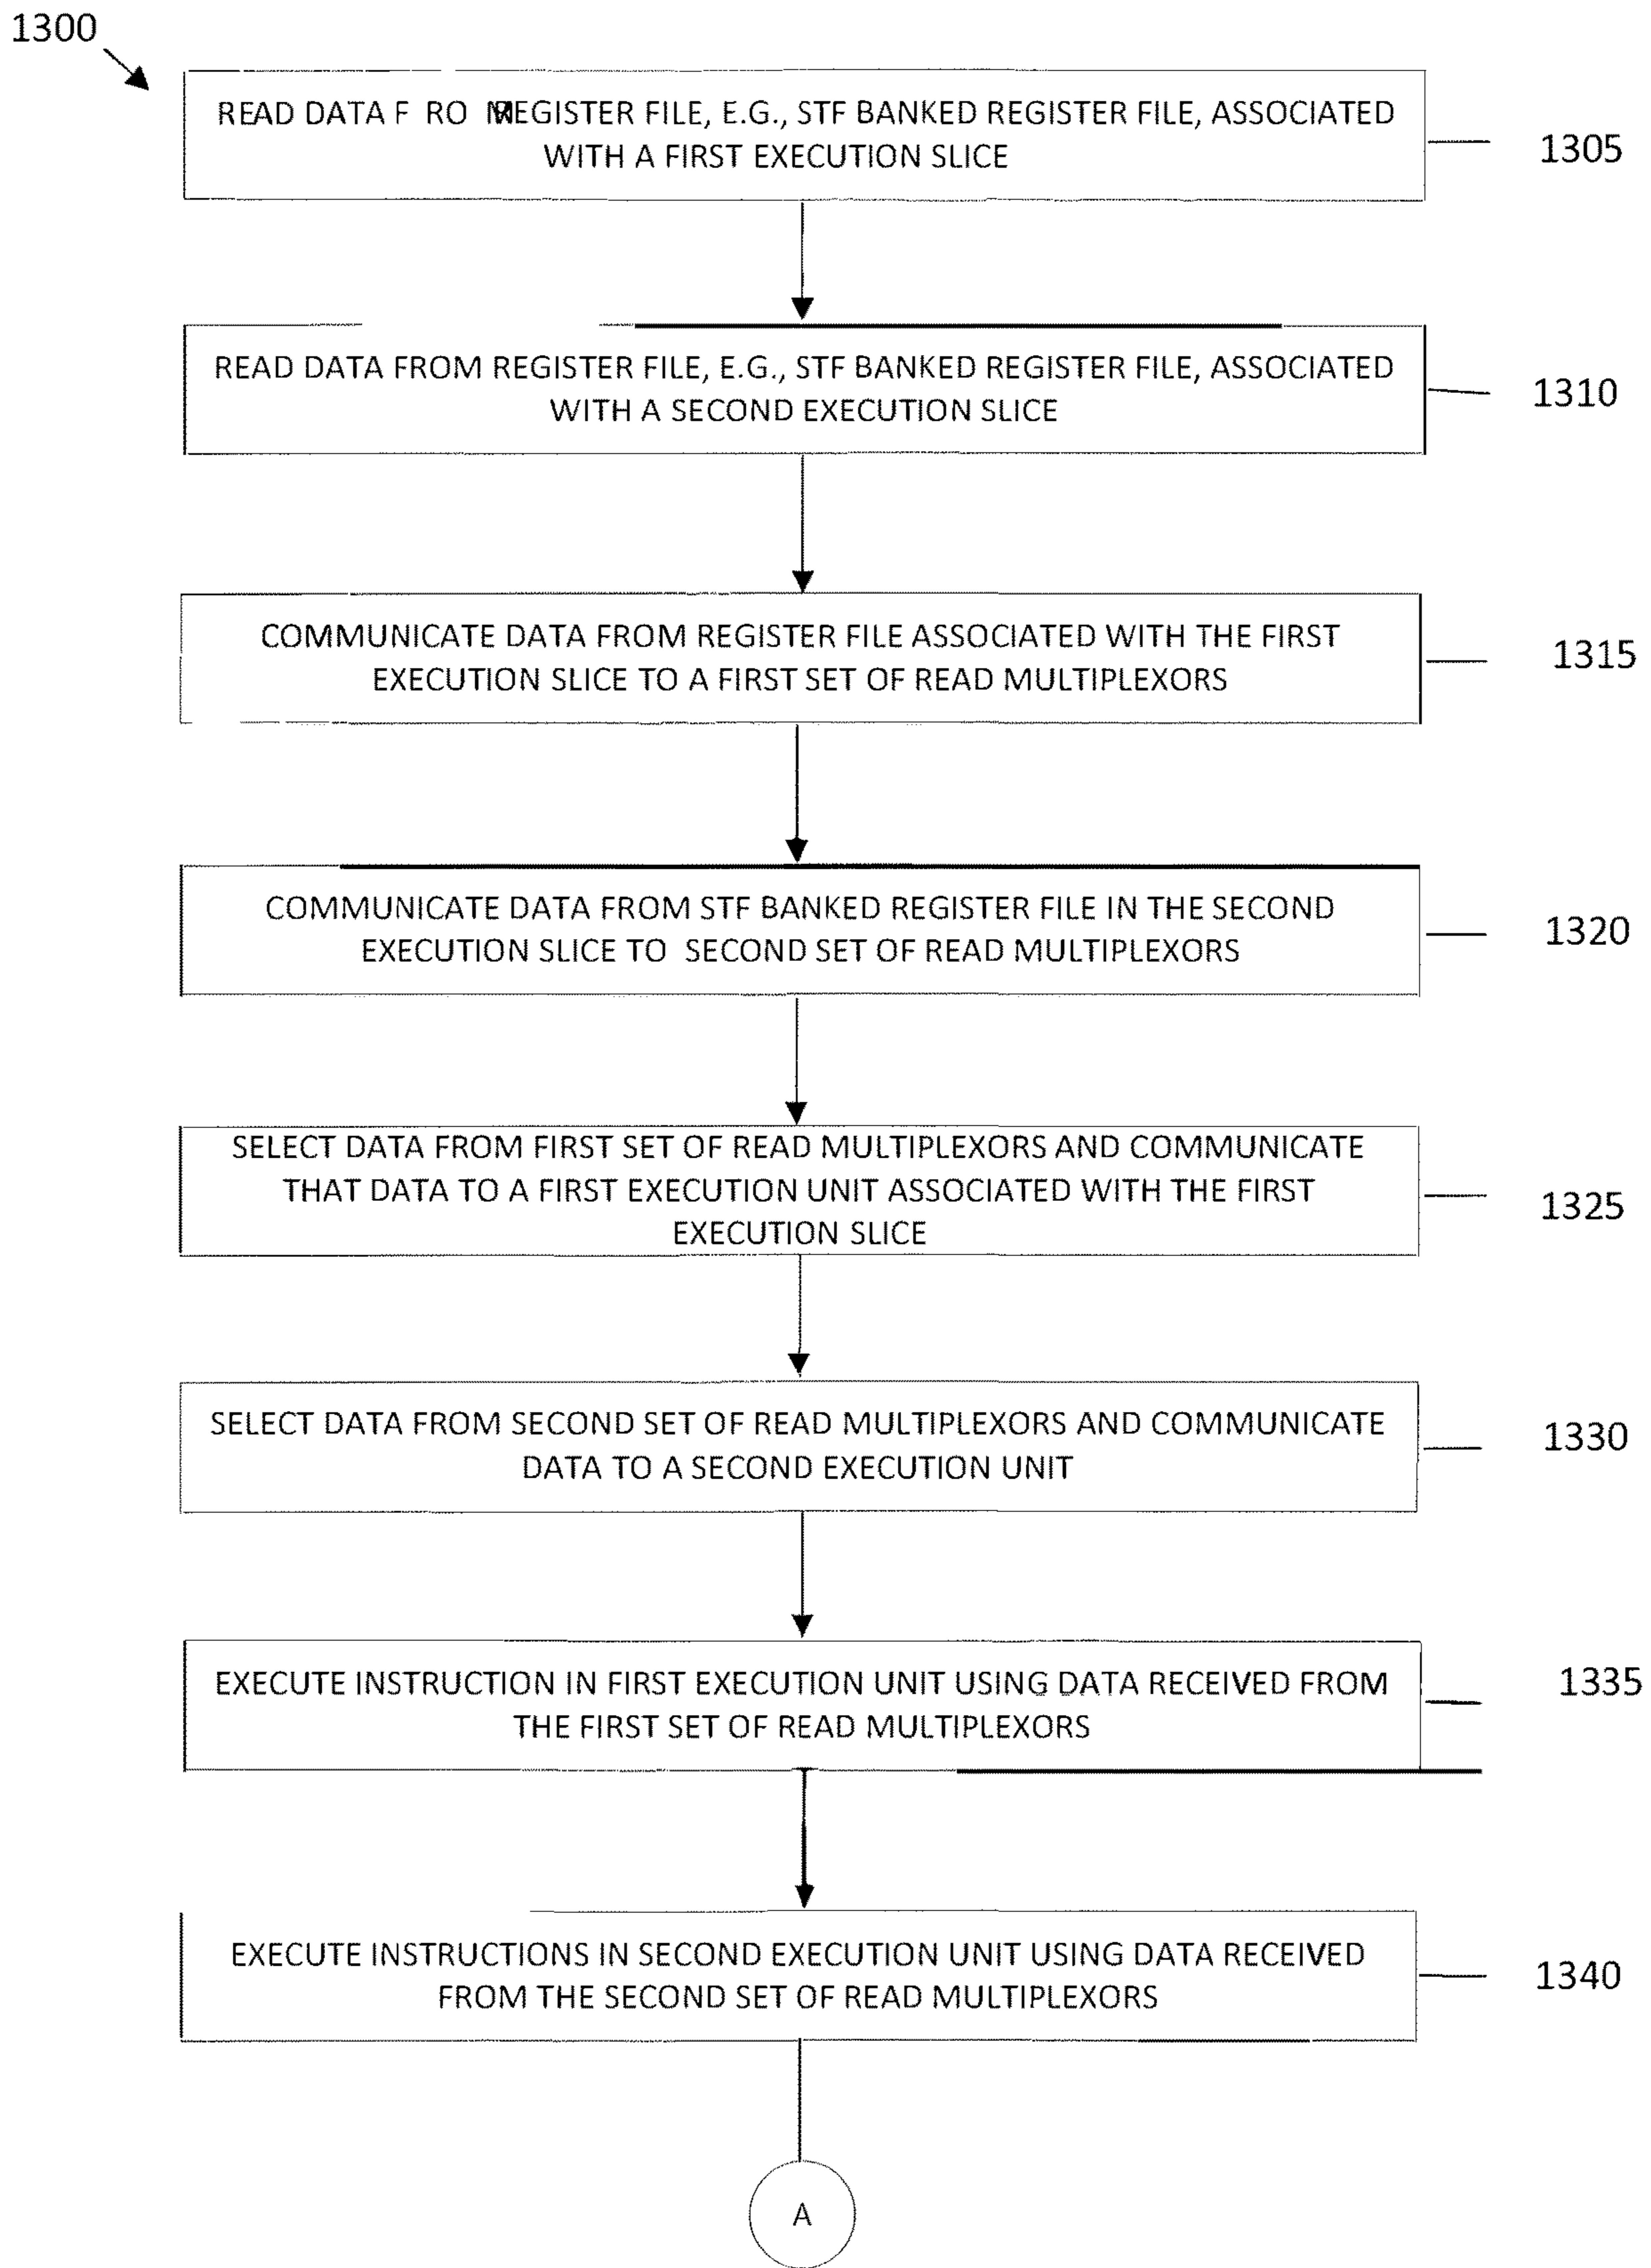 1300
READ DATA F RO MREGISTER FILE, E.G., STF BANKED REGISTER FILE, ASSOCIATED
WITH A FIRST EXECUTION SLICE
1305
READ DATA FROM REGISTER FILE, E.G., STF BANKED REGISTER FILE, ASSOCIATED
WITH A SECOND EXECUTION SLICE
1310
COMMUNICATE DATA FROM REGISTER FILE ASSOCIATED WITH THE FIRST
EXECUTION SLICE TO A FIRST SET OF READ MULTIPLEXORS
1315
COMMUNICATE DATA FROM STF BANKED REGISTER FILE IN THE SECOND
EXECUTION SLICE TO SECOND SET OF READ MULTIPLEXORS
1320
SELECT DATA FROM FIRST SET OF READ MULTIPLEXORS AND COMMUNICATE
THAT DATA TO A FIRST EXECUTION UNIT ASSOCIATED WITH THE FIRST
EXECUTION SLICE
1325
SELECT DATA FROM SECOND SET OF READ MULTIPLEXORS AND COMMUNICATE
DATA TO A SECOND EXECUTION UNIT
1330
EXECUTE INSTRUCTION IN FIRST EXECUTION UNIT USING DATA RECEIVED FROM
THE FIRST SET OF READ MULTIPLEXORS
1335
EXECUTE INSTRUCTIONS IN SECOND EXECUTION UNIT USING DATA RECEIVED
FROM THE SECOND SET OF READ MULTIPLEXORS
1340
A